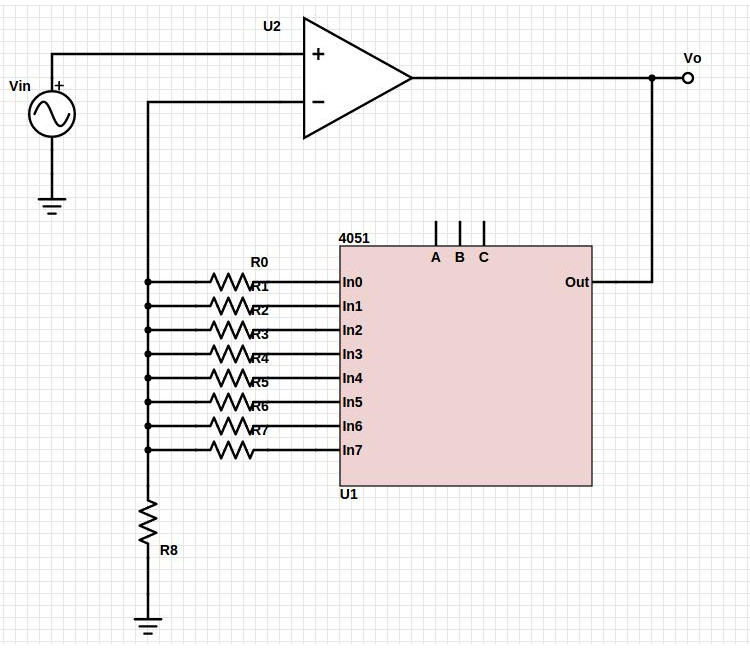 U2
Vo
Vin
+
+
−
4051
A B C
R0
In0
Out
R1
In1
R2
In2
R3
In3
R4
In4
R5
In5
R6
In6
R7
In7
U1
R8